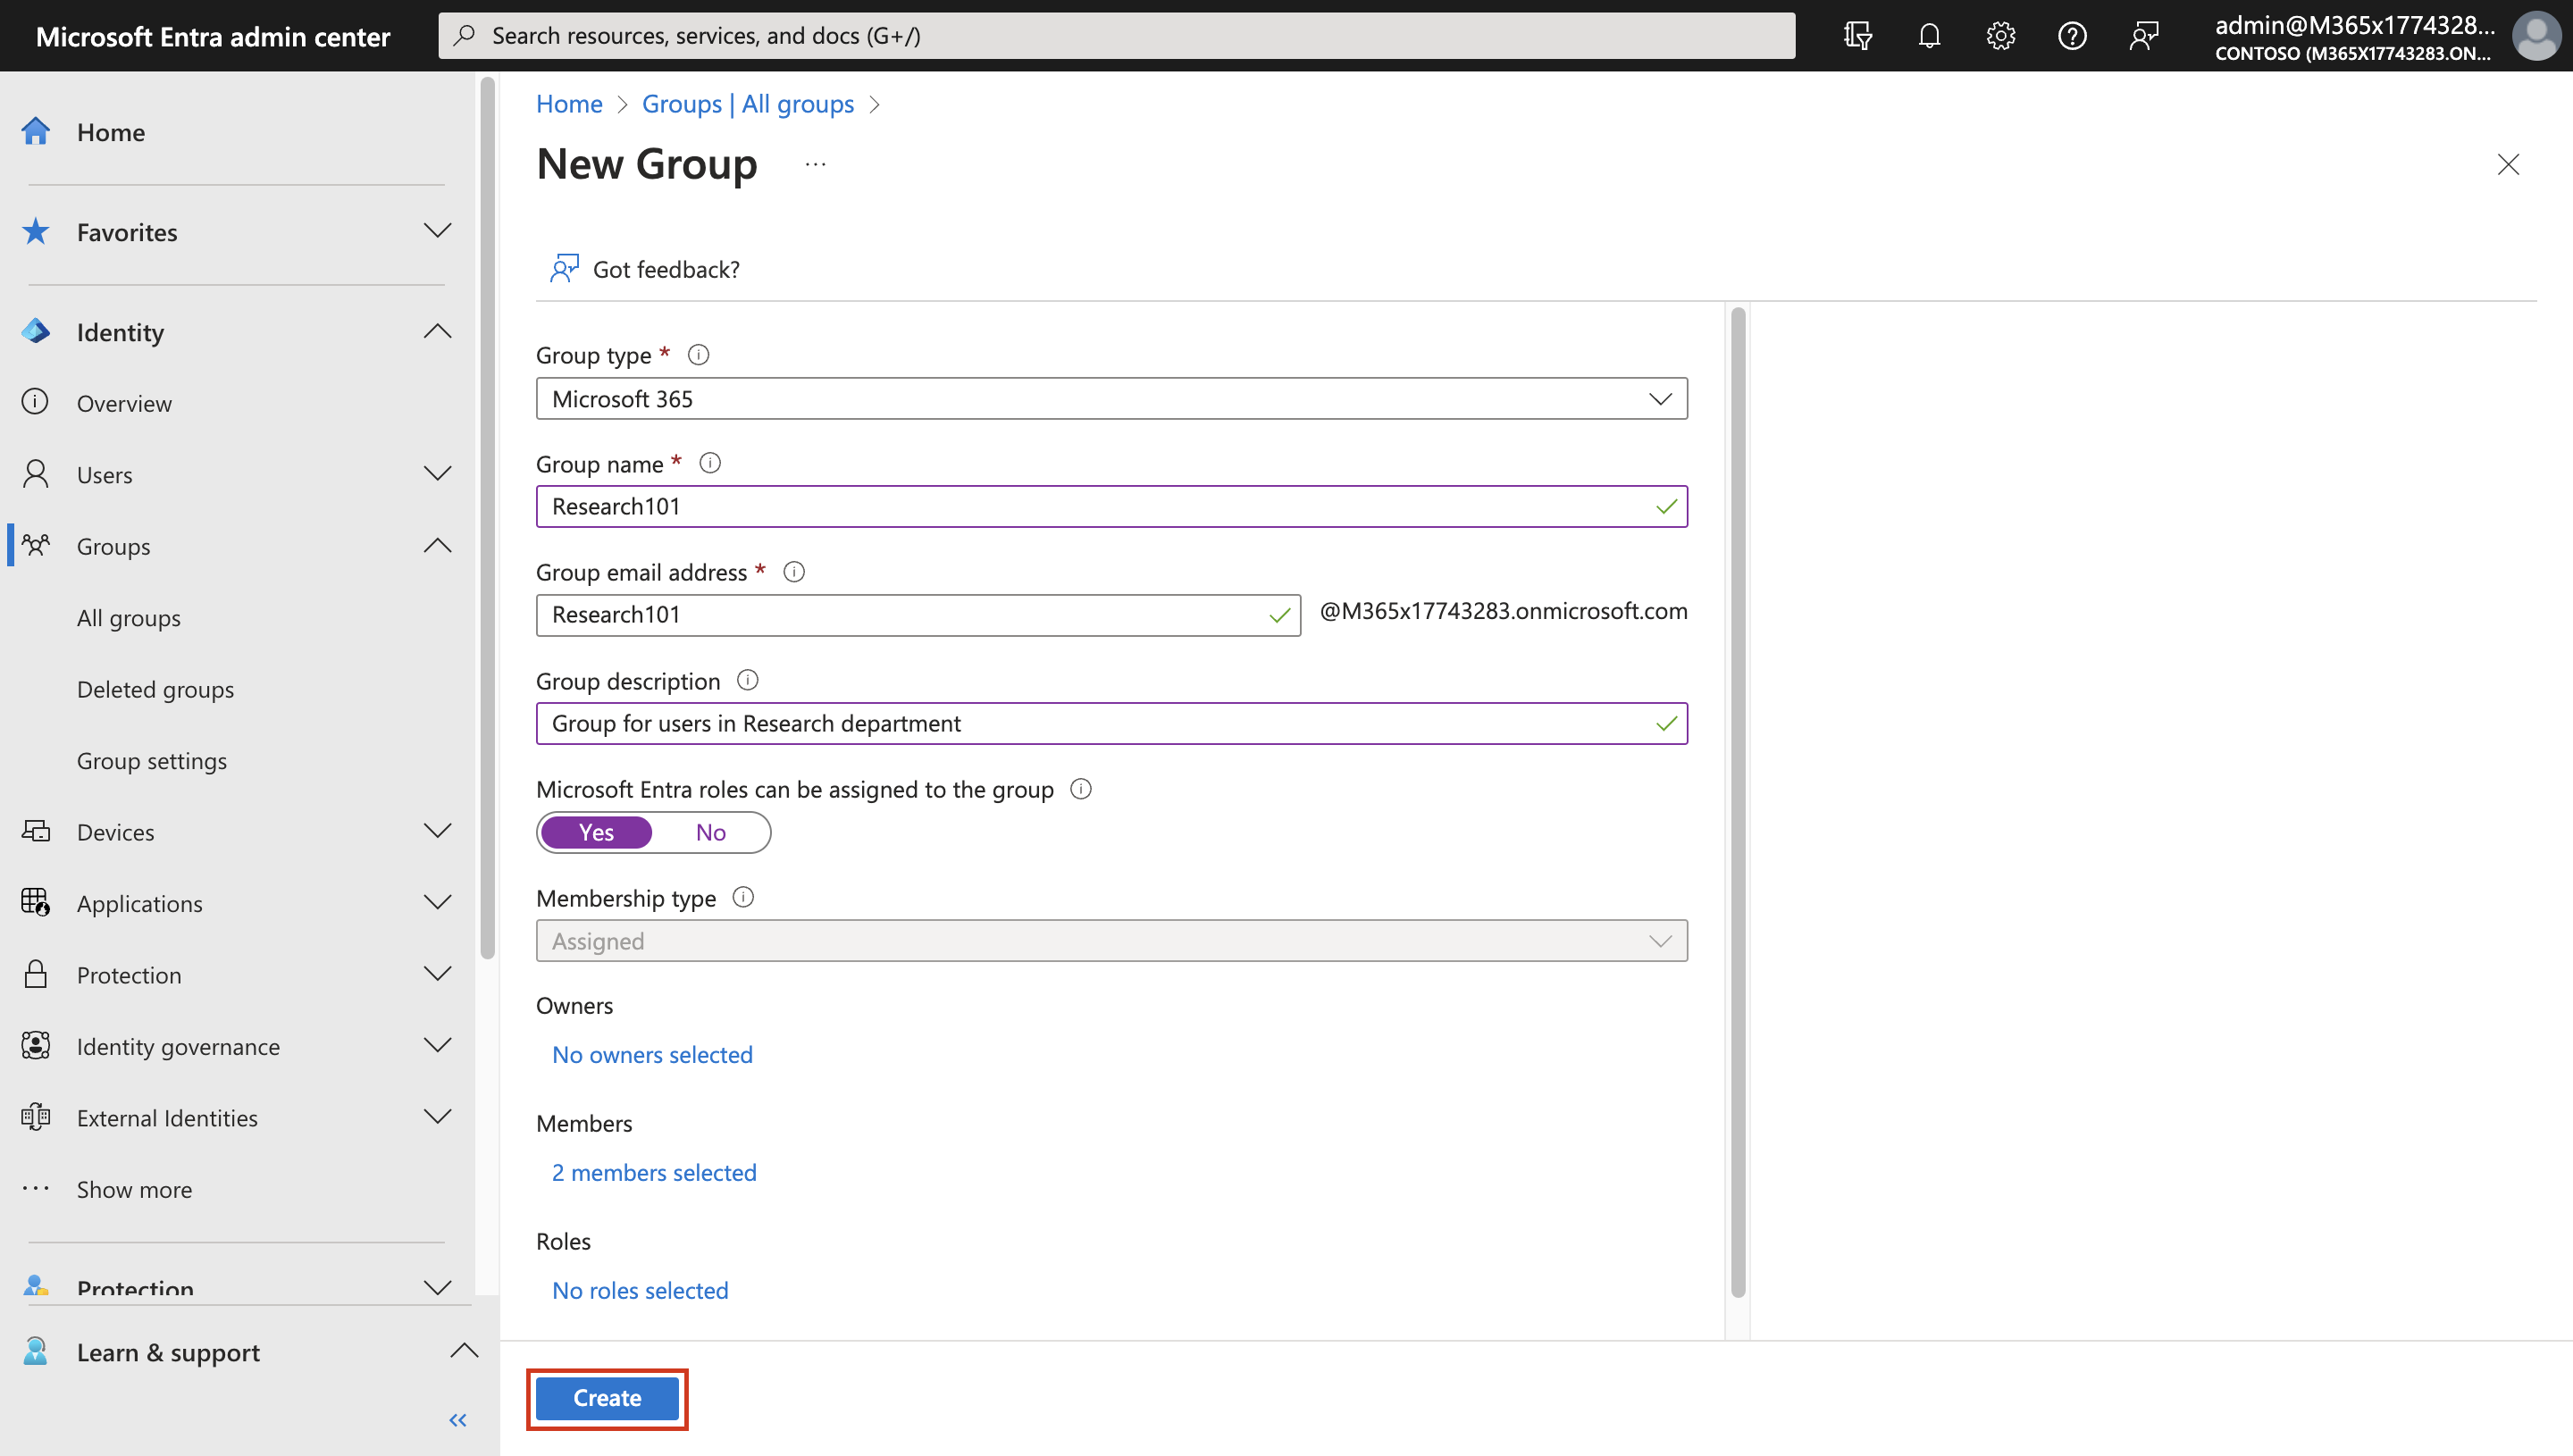 Microsoft Entra admin center
Search resources, services, and docs (G+/)
admin@M365x1774328...
CONTOSO (M365X17743283.ON...
Home
Favorites
Identity
Overview
Users
Groups
All groups
Deleted groups
Group settings
Devices
Applications
Protection
Identity governance
External Identities
Show more
Protection
Learn & support
Home > Groups | All groups >
New Group
Got feedback?
Group type *
Microsoft 365
Group name *
Research101
Group email address *
Research101 @M365x17743283.onmicrosoft.com
Group description
Group for users in Research department
Microsoft Entra roles can be assigned to the group
Yes No
Membership type
Assigned
Owners
No owners selected
Members
2 members selected
Roles
No roles selected
Create